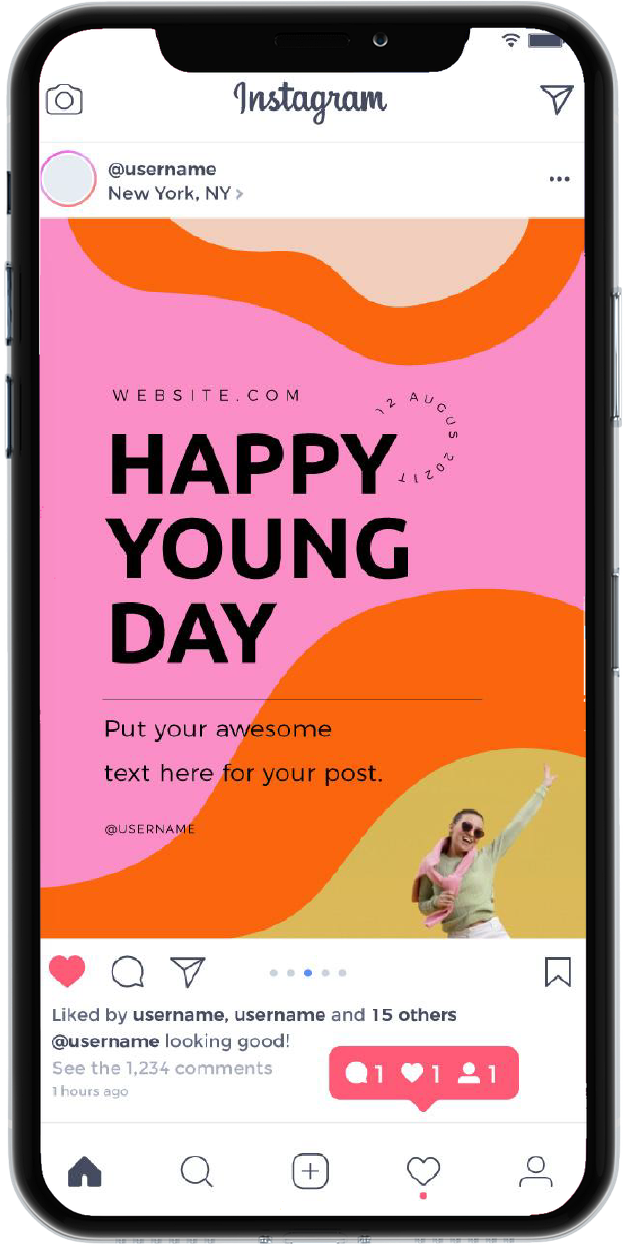 Instagram
@username
New York, NY >
WEBSITE.COM
12 AUGUS 2021T
HAPPY
YOUNG
DAY
Put your awesome
text here for your post.
@USERNAME
Liked by username, username and 15 others
@username looking good!
See the 1,234 comments
1 hours ago
1 1 1